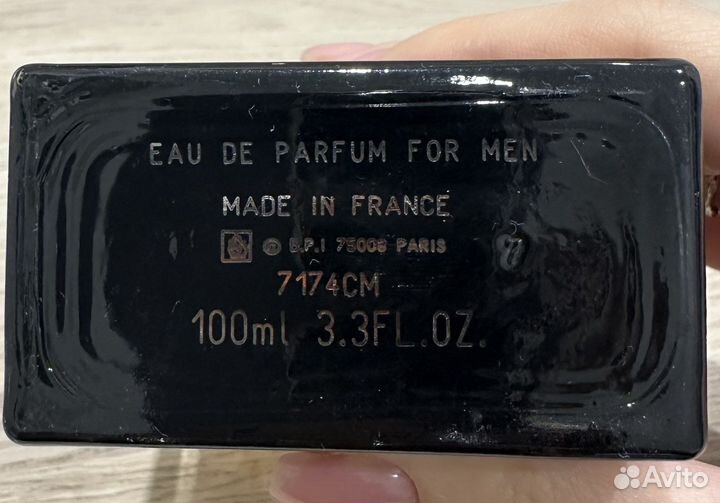 EAU DE PARFUM FOR MEN
MADE IN FRANCE
© B.P.I 75008 PARIS
7174CM
100ml 3.3FL.OZ.
Avito